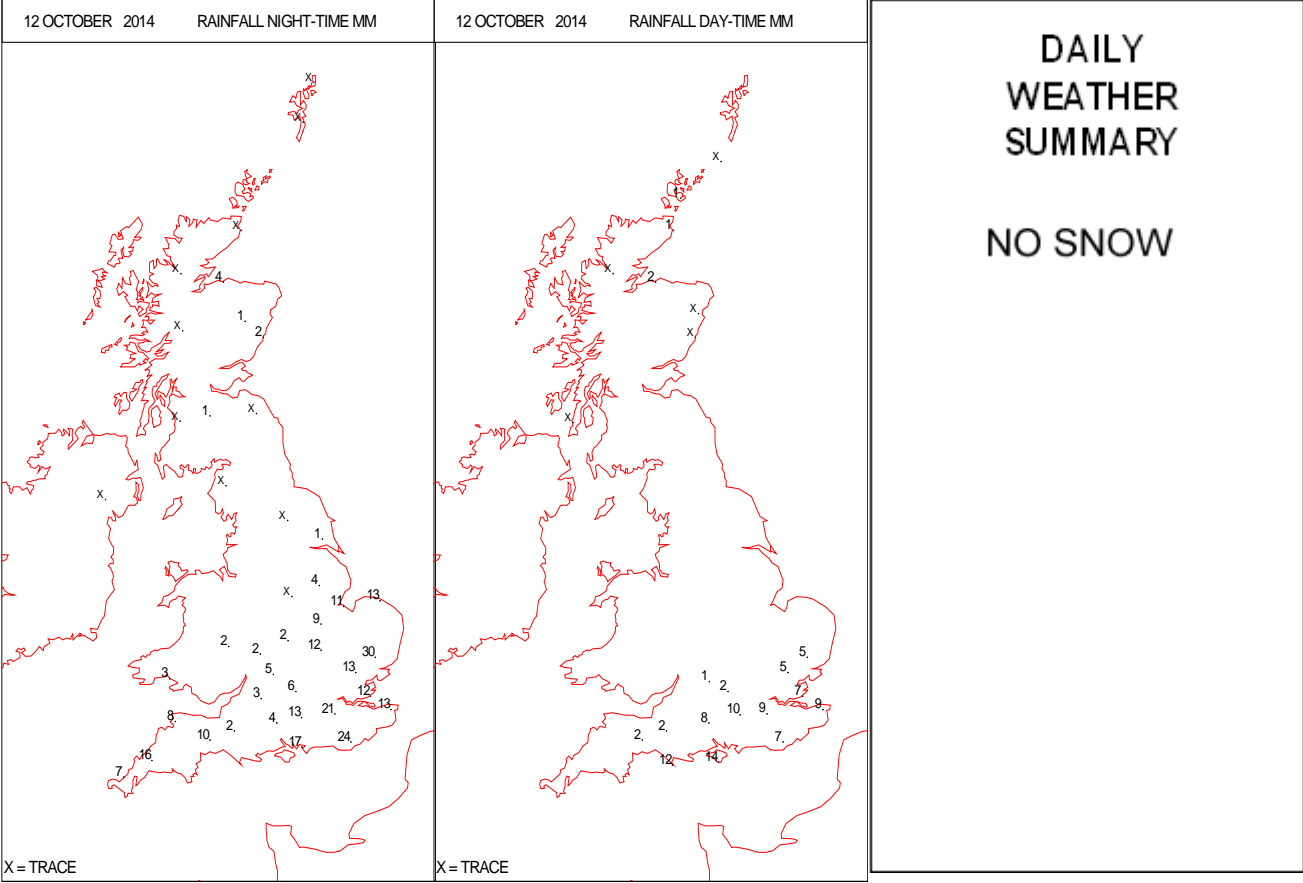 12 OCTOBER 2014 RAINFALL NIGHT-TIME MM
X
X
X
X
4
1
X
2
X
1
X
X
X
X
1
4
X
11
13
9
2
2
12
2
30
5
13
3
6
12
3
13
21
8
4
13
2
10
17
24
16
7
X = TRACE
12 OCTOBER 2014 RAINFALL DAY-TIME MM
X
1
1
X
2
X
X
X
5
5
1
2
7
9
10
9
8
2
2
7
12
14
X = TRACE
DAILY
WEATHER
SUMMARY
NO SNOW